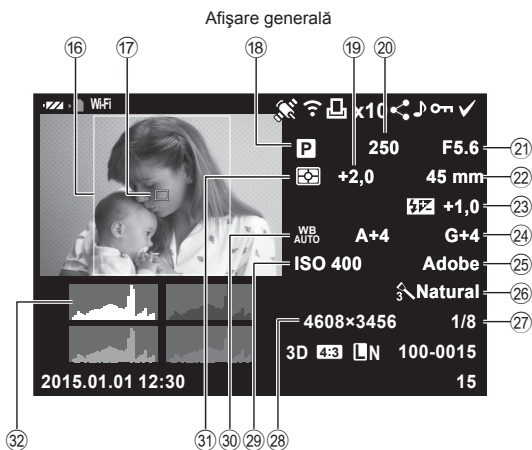 Afişare generală
⑯ ⑰ ⑱ ⑲ ⑳
Wi-Fi x10
P 250 F5.6 ㉑
+2,0 45 mm ㉒
+1,0 ㉓
WB AUTO A+4 G+4 ㉔
ISO 400 Adobe ㉕
3 Natural ㉖
4608×3456 1/8 ㉗
3D 4:3 L N 100-0015
2015.01.01 12:30 15
㉜ ㉛ ㉚ ㉙ ㉘